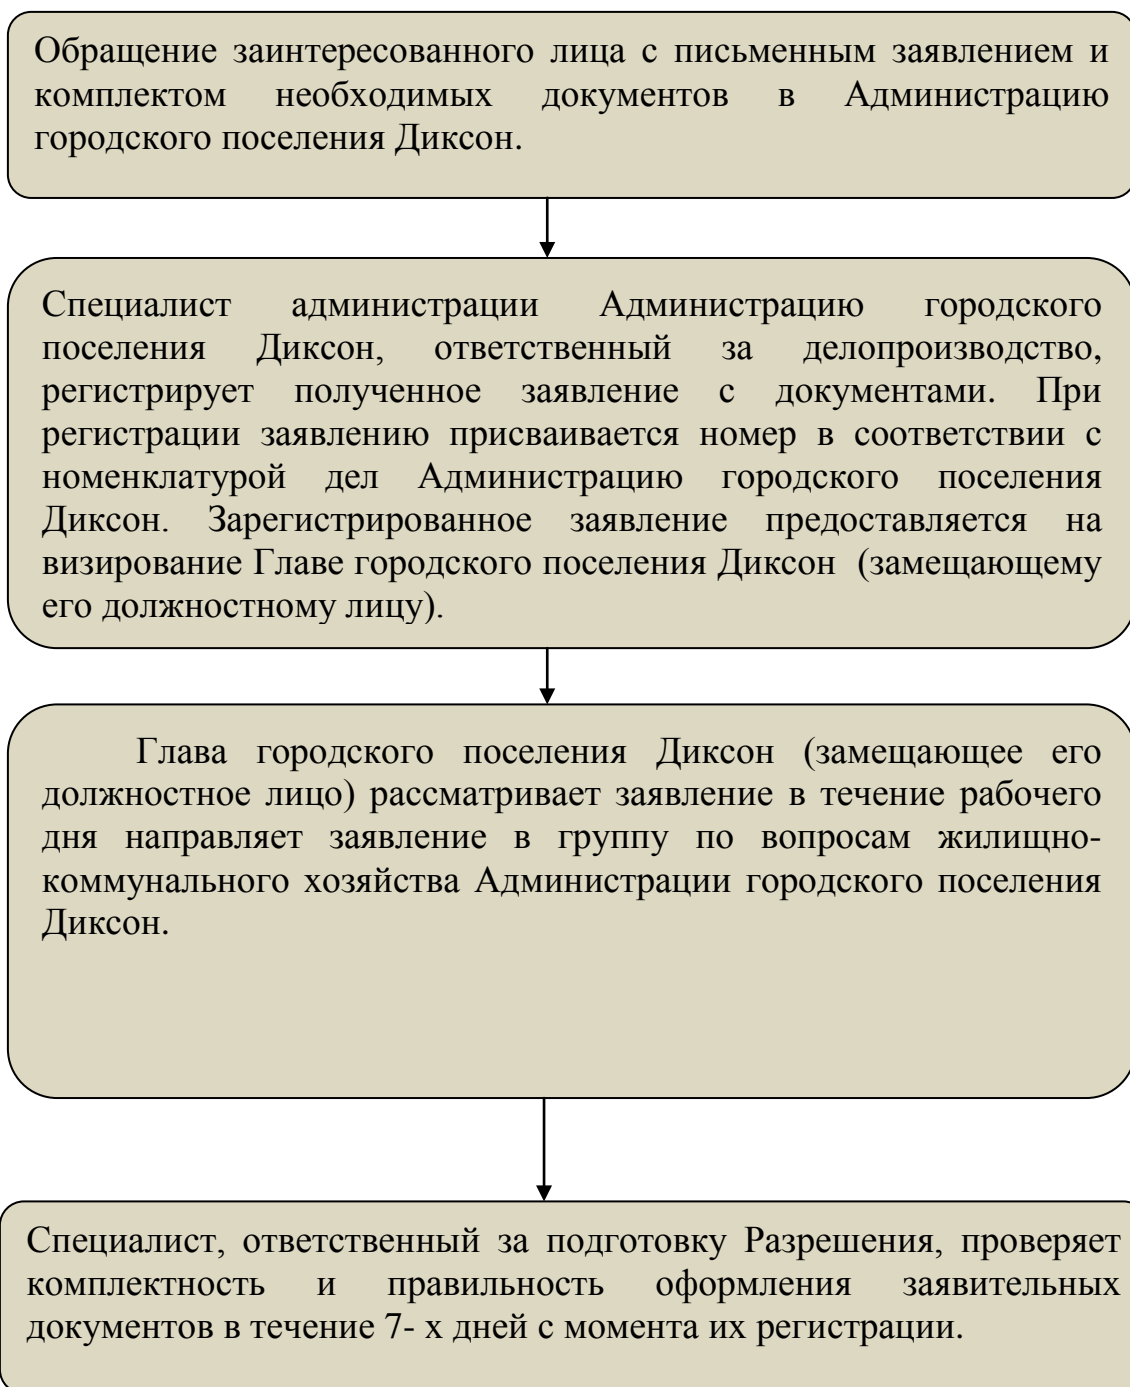 Обращение заинтересованного лица с письменным заявлением и
комплектом необходимых документов в Администрацию
городского поселения Диксон.
Специалист администрации Администрацию городского
поселения Диксон, ответственный за делопроизводство,
регистрирует полученное заявление с документами. При
регистрации заявлению присваивается номер в соответствии с
номенклатурой дел Администрацию городского поселения
Диксон. Зарегистрированное заявление предоставляется на
визирование Главе городского поселения Диксон (замещающему
его должностному лицу).
Глава городского поселения Диксон (замещающее его
должностное лицо) рассматривает заявление в течение рабочего
дня направляет заявление в группу по вопросам жилищно-
коммунального хозяйства Администрации городского поселения
Диксон.
Специалист, ответственный за подготовку Разрешения, проверяет
комплектность и правильность оформления заявительных
документов в течение 7- х дней с момента их регистрации.